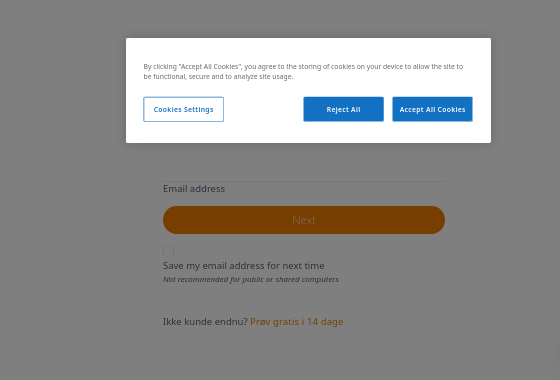 By clicking "Accept All Cookies", you agree to the storing of cookies on your device to allow the site to
be functional, secure and to analyze site usage.
Cookies Settings
Reject All
Accept All Cookies
Email address
Next
Save my email address for next time
Not recommended for public or shared computers
Ikke kunde endnu? Prøv gratis i 14 dage